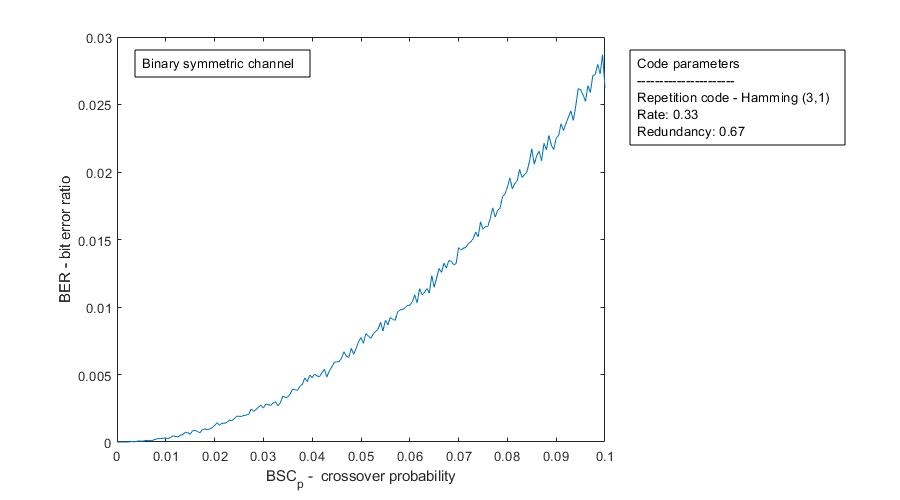 Binary symmetric channel
Code parameters
----------------------
Repetition code - Hamming (3,1)
Rate: 0.33
Redundancy: 0.67
BER - bit error ratio
0.03
0.025
0.02
0.015
0.01
0.005
0
0 0.01 0.02 0.03 0.04 0.05 0.06 0.07 0.08 0.09 0.1
BSCp - crossover probability